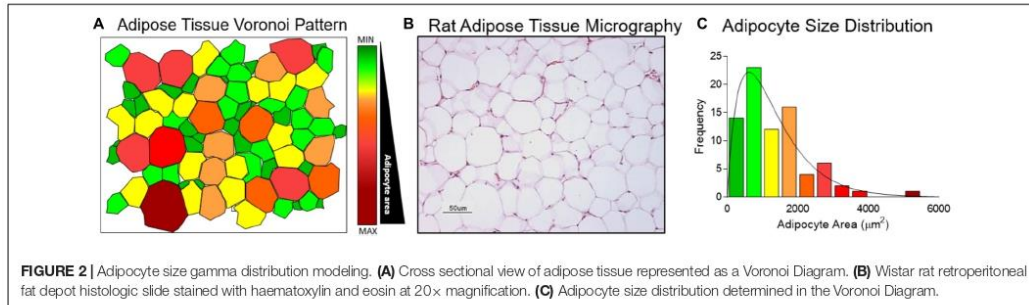 A Adipose Tissue Voronoi Pattern
MIN
Adipocyte area
MAX
B Rat Adipose Tissue Micrography
50um
C Adipocyte Size Distribution
Frequency
25
20
15
10
5
0
0 2000 4000 6000
Adipocyte Area (μm²)
FIGURE 2 | Adipocyte size gamma distribution modeling. (A) Cross sectional view of adipose tissue represented as a Voronoi Diagram. (B) Wistar rat retroperitoneal
fat depot histologic slide stained with haematoxylin and eosin at 20× magnification. (C) Adipocyte size distribution determined in the Voronoi Diagram.